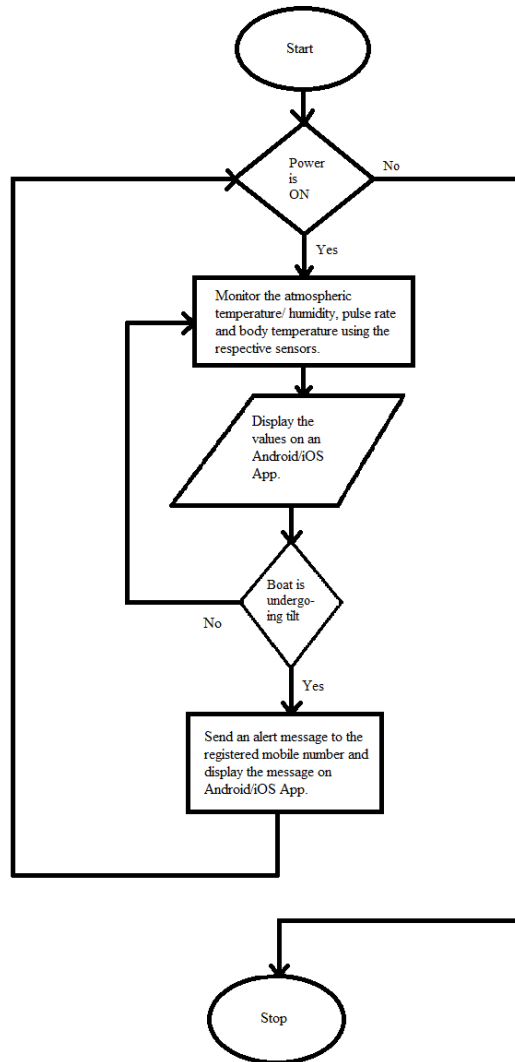 Start
Power
is
ON
No
Yes
Monitor the atmospheric
temperature/ humidity, pulse rate
and body temperature using the
respective sensors.
Display the
values on an
Android/iOS
App.
Boat is
undergo-
ing tilt
No
Yes
Send an alert message to the
registered mobile number and
display the message on
Android/iOS App.
Stop